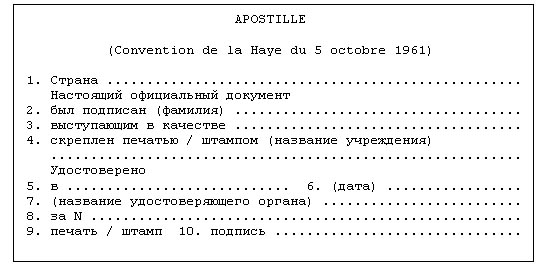 APOSTILLE
(Convention de la Haye du 5 octobre 1961)
1. Страна ....................................................
Настоящий официальный документ
2. был подписан (фамилия) ....................................
3. выступающим в качестве ....................................
4. скреплен печатью / штампом (название учреждения)
...........................................................
Удостоверено
5. в ............................ 6. (дата) .................
7. (название удостоверяющего органа) .........................
8. за N ......................................................
9. печать / штамп 10. подпись ...............................